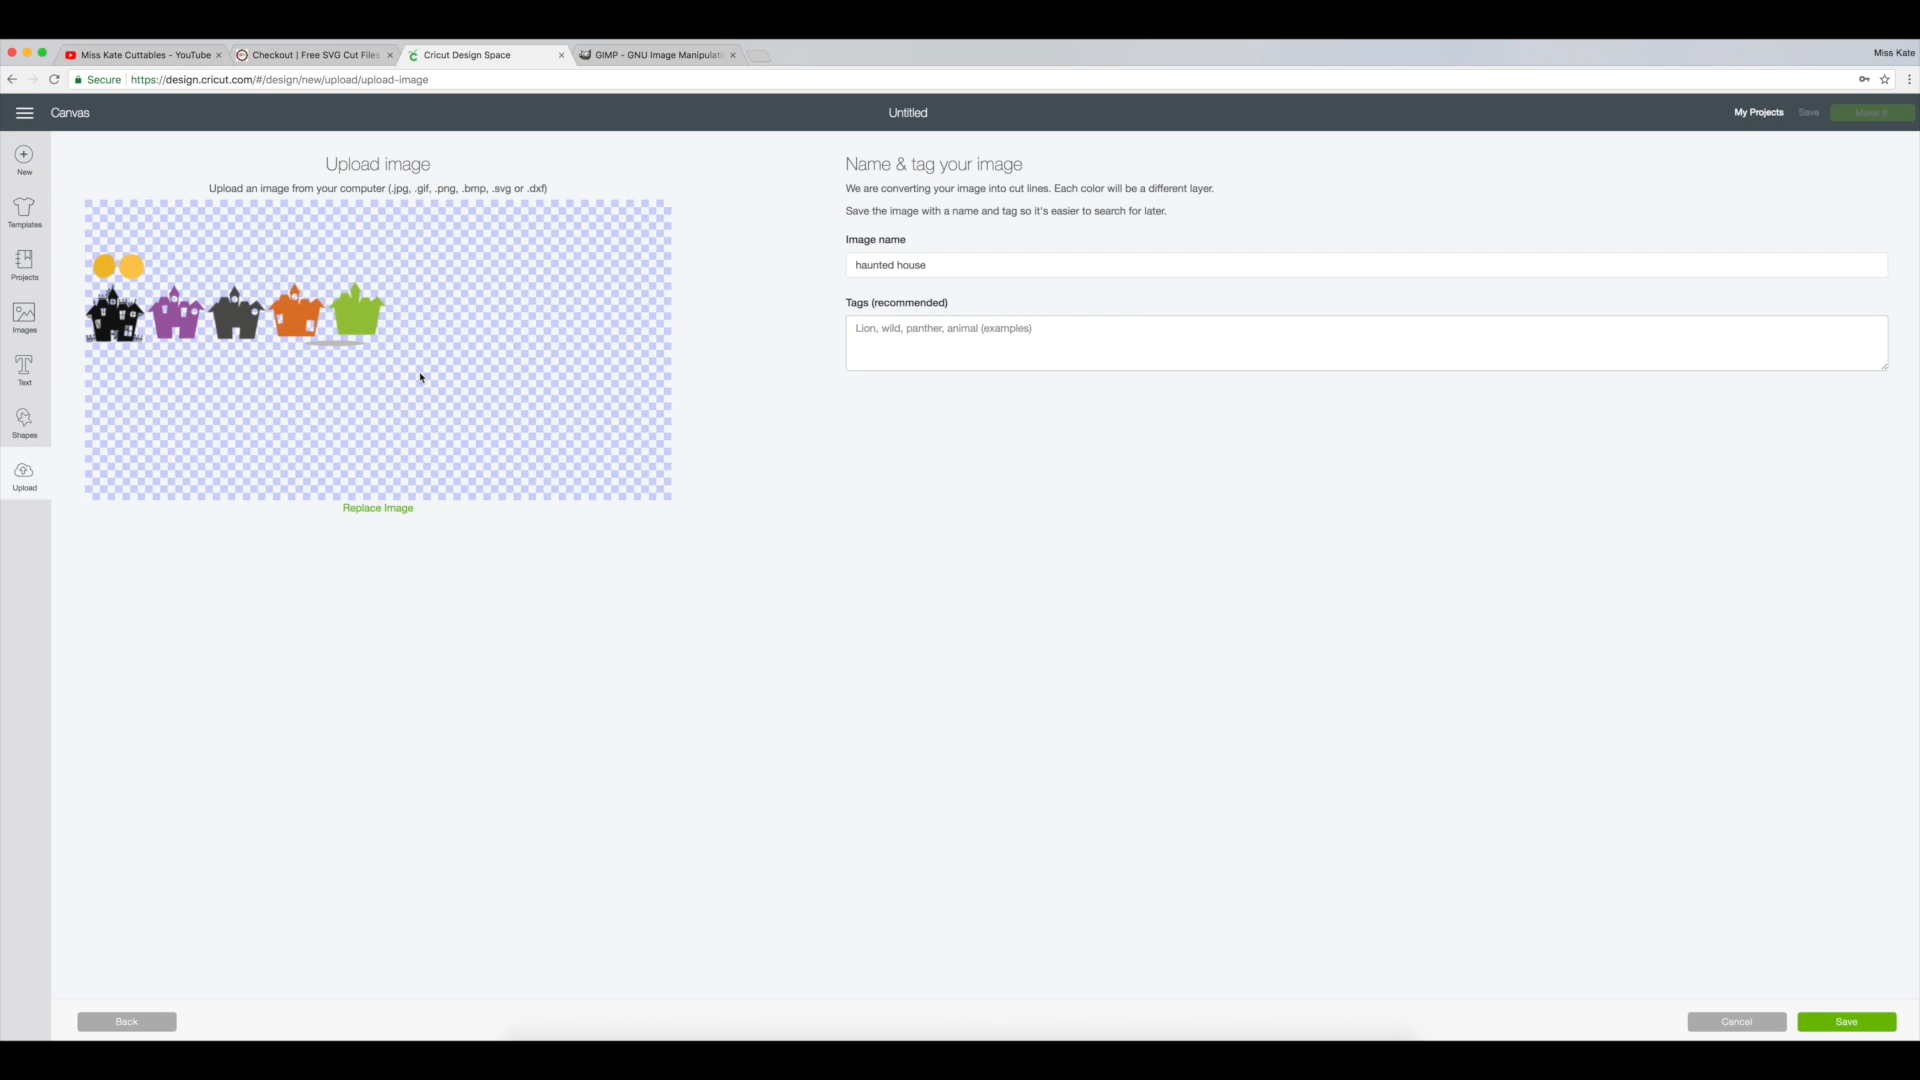 Miss Kate Cuttables - YouTube
Checkout | Free SVG Cut Files
Cricut Design Space
GIMP - GNU Image Manipulati
Miss Kate
Secure
https://design.cricut.com/#/design/new/upload/upload-image
Canvas
Untitled
My Projects
Save
Make It
New
Templates
Projects
Images
Text
Shapes
Upload
Upload image
Upload an image from your computer (.jpg, .gif, .png, .bmp, .svg or .dxf)
Replace Image
Name & tag your image
We are converting your image into cut lines. Each color will be a different layer.
Save the image with a name and tag so it's easier to search for later.
Image name
haunted house
Tags (recommended)
Lion, wild, panther, animal (examples)
Back
Cancel
Save